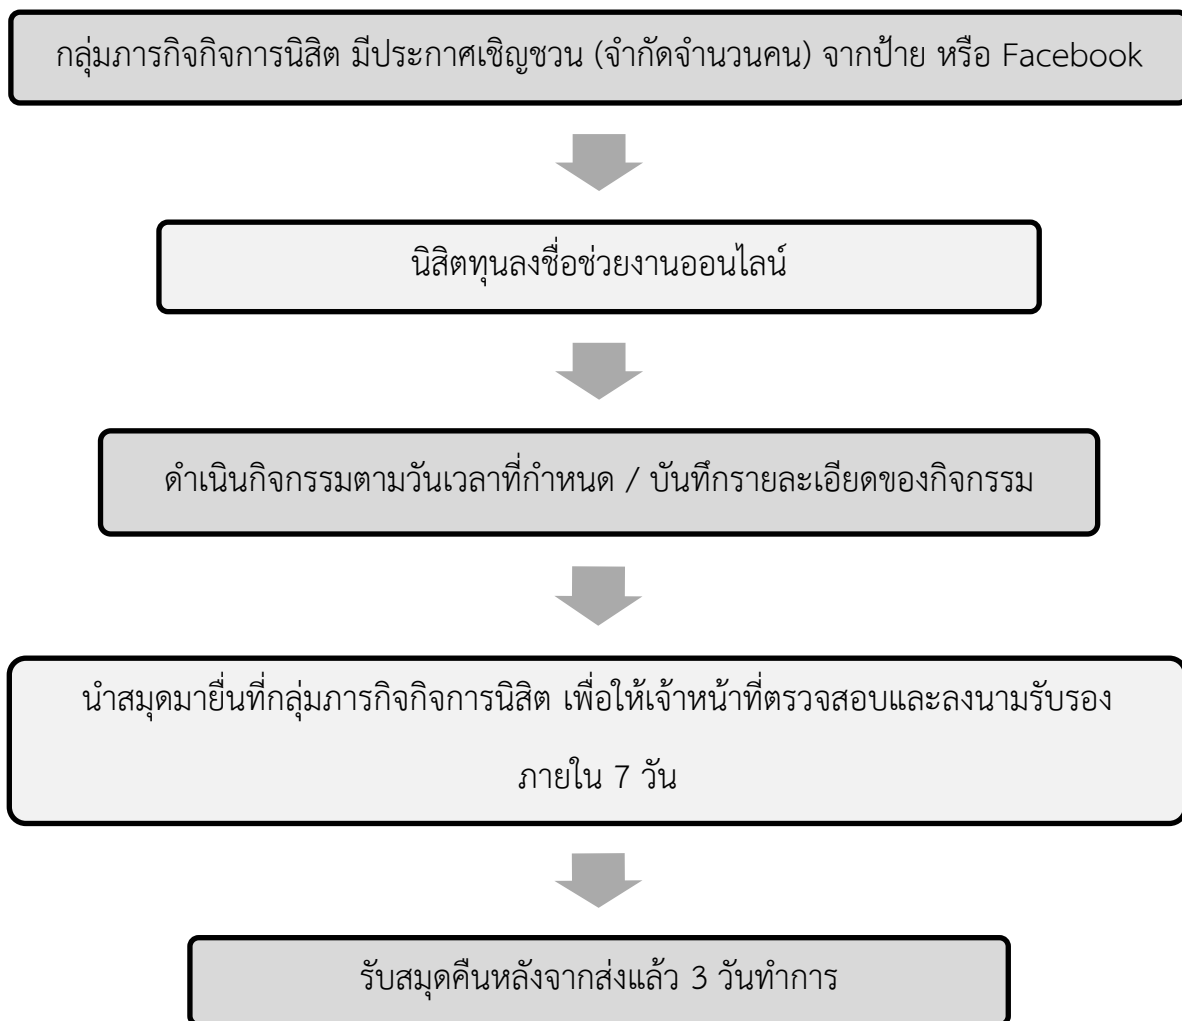 กลุ่มภารกิจกิจการนิสิต มีประกาศเชิญชวน (จำกัดจำนวนคน) จากป้าย หรือ Facebook
นิสิตทุนลงชื่อช่วยงานออนไลน์
ดำเนินกิจกรรมตามวันเวลาที่กำหนด / บันทึกรายละเอียดของกิจกรรม
นำสมุดมายื่นที่กลุ่มภารกิจกิจการนิสิต เพื่อให้เจ้าหน้าที่ตรวจสอบและลงนามรับรอง
ภายใน 7 วัน
รับสมุดคืนหลังจากส่งแล้ว 3 วันทำการ